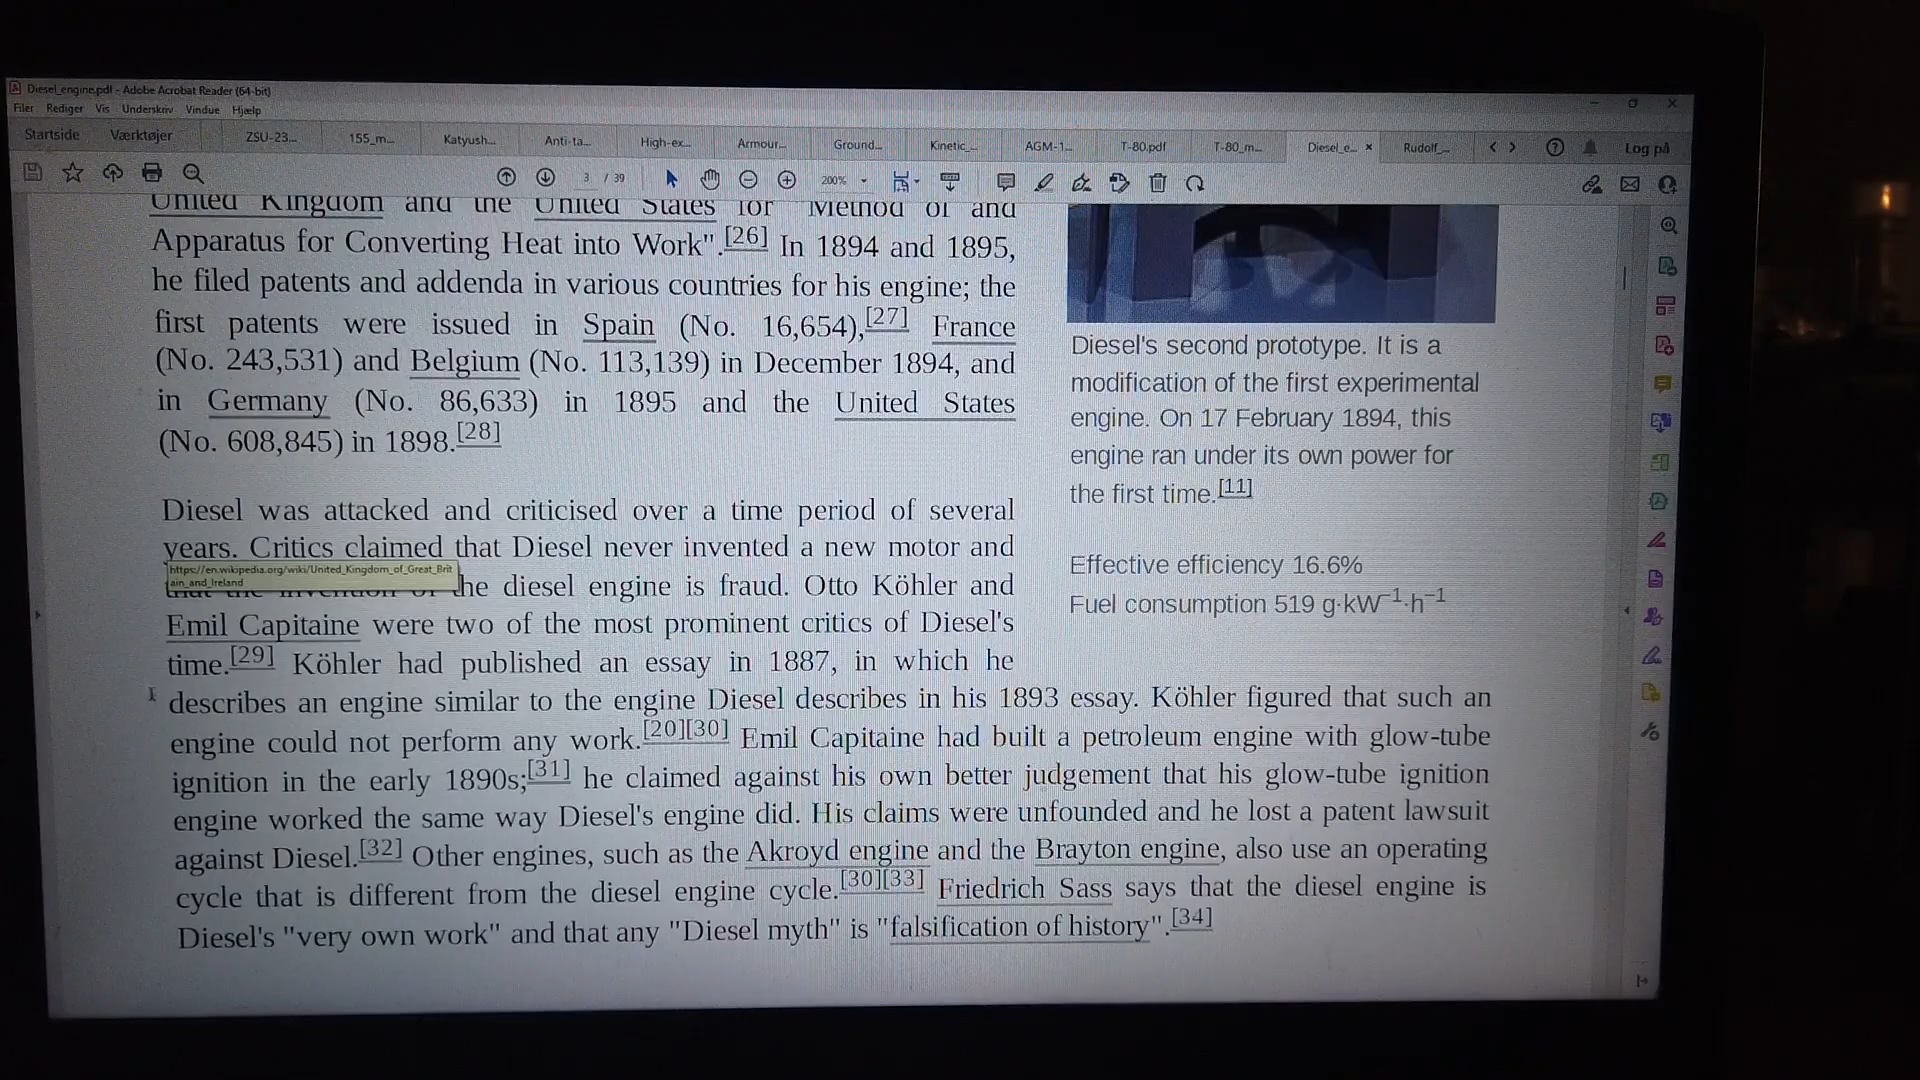 Diesel_engine.pdf - Adobe Acrobat Reader (64-bit)
Filer Rediger Vis Underskriv Vindue Hjælp
Startside Værktøjer ZSU-23... 155_m... Katyush... Anti-ta... High-ex... Armour... Ground... Kinetic_... AGM-1... T-80.pdf T-80_m... Diesel_e... × Rudolf_... Log på
3 / 39 200%
United Kingdom and the United States for "Method of and
Apparatus for Converting Heat into Work".[26] In 1894 and 1895,
he filed patents and addenda in various countries for his engine; the
first patents were issued in Spain (No. 16,654),[27] France
(No. 243,531) and Belgium (No. 113,139) in December 1894, and
in Germany (No. 86,633) in 1895 and the United States
(No. 608,845) in 1898.[28]
Diesel was attacked and criticised over a time period of several
years. Critics claimed that Diesel never invented a new motor and
https://en.wikipedia.org/wiki/United_Kingdom_of_Great_Brit
ain_and_Ireland
that the invention of the diesel engine is fraud. Otto Köhler and
Emil Capitaine were two of the most prominent critics of Diesel's
time.[29] Köhler had published an essay in 1887, in which he
describes an engine similar to the engine Diesel describes in his 1893 essay. Köhler figured that such an
engine could not perform any work.[20][30] Emil Capitaine had built a petroleum engine with glow-tube
ignition in the early 1890s;[31] he claimed against his own better judgement that his glow-tube ignition
engine worked the same way Diesel's engine did. His claims were unfounded and he lost a patent lawsuit
against Diesel.[32] Other engines, such as the Akroyd engine and the Brayton engine, also use an operating
cycle that is different from the diesel engine cycle.[30][33] Friedrich Sass says that the diesel engine is
Diesel's "very own work" and that any "Diesel myth" is "falsification of history".[34]
Diesel's second prototype. It is a
modification of the first experimental
engine. On 17 February 1894, this
engine ran under its own power for
the first time.[11]
Effective efficiency 16.6%
Fuel consumption 519 g·kW−1·h−1